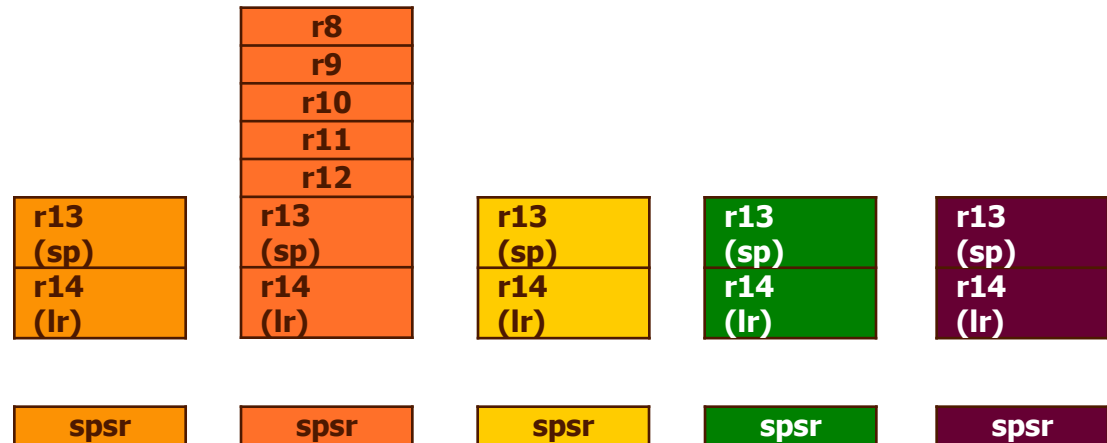 r8
r9
r10
r11
r12
r13 r13 r13 r13 r13
(sp) (sp) (sp) (sp) (sp)
r14 r14 r14 r14 r14
(lr) (lr) (lr) (lr) (lr)
spsr spsr spsr spsr spsr